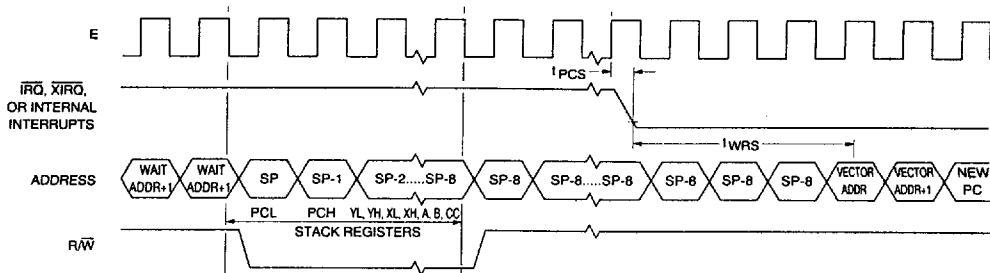 E
t PCS
IRQ, XIRQ,
OR INTERNAL
INTERRUPTS
t WRS
ADDRESS
WAIT ADDR+1
WAIT ADDR+1
SP
SP-1
SP-2.....SP-8
SP-8
SP-8.....SP-8
SP-8
SP-8
SP-8
VECTOR ADDR
VECTOR ADDR+1
NEW PC
PCL PCH YL, YH, XL, XH, A, B, CC
STACK REGISTERS
R/W